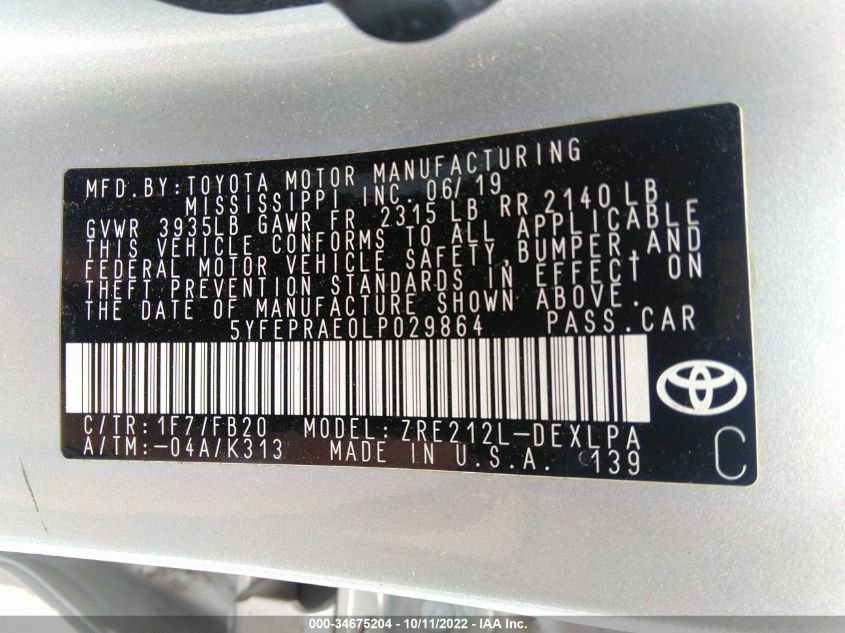 MFD.BY:TOYOTA MOTOR MANUFACTURING
MISSISSIPPI INC. 06/19
GVWR 3935LB GAWR FR 2315 LB RR 2140 LB
THIS VEHICLE CONFORMS TO ALL APPLICABLE
FEDERAL MOTOR VEHICLE SAFETY,BUMPER,AND
THEFT PREVENTION STANDARDS IN EFFECT ON
THE DATE OF MANUFACTURE SHOWN ABOVE.
5YFEPRAE0LP029864 PASS.CAR
C/TR:1F7/FB20 MODEL:ZRE212L-DEXLPA
A/TM:-04A/K313 MADE IN U.S.A. 139
C
000-34675204 - 10/11/2022 - IAA Inc.